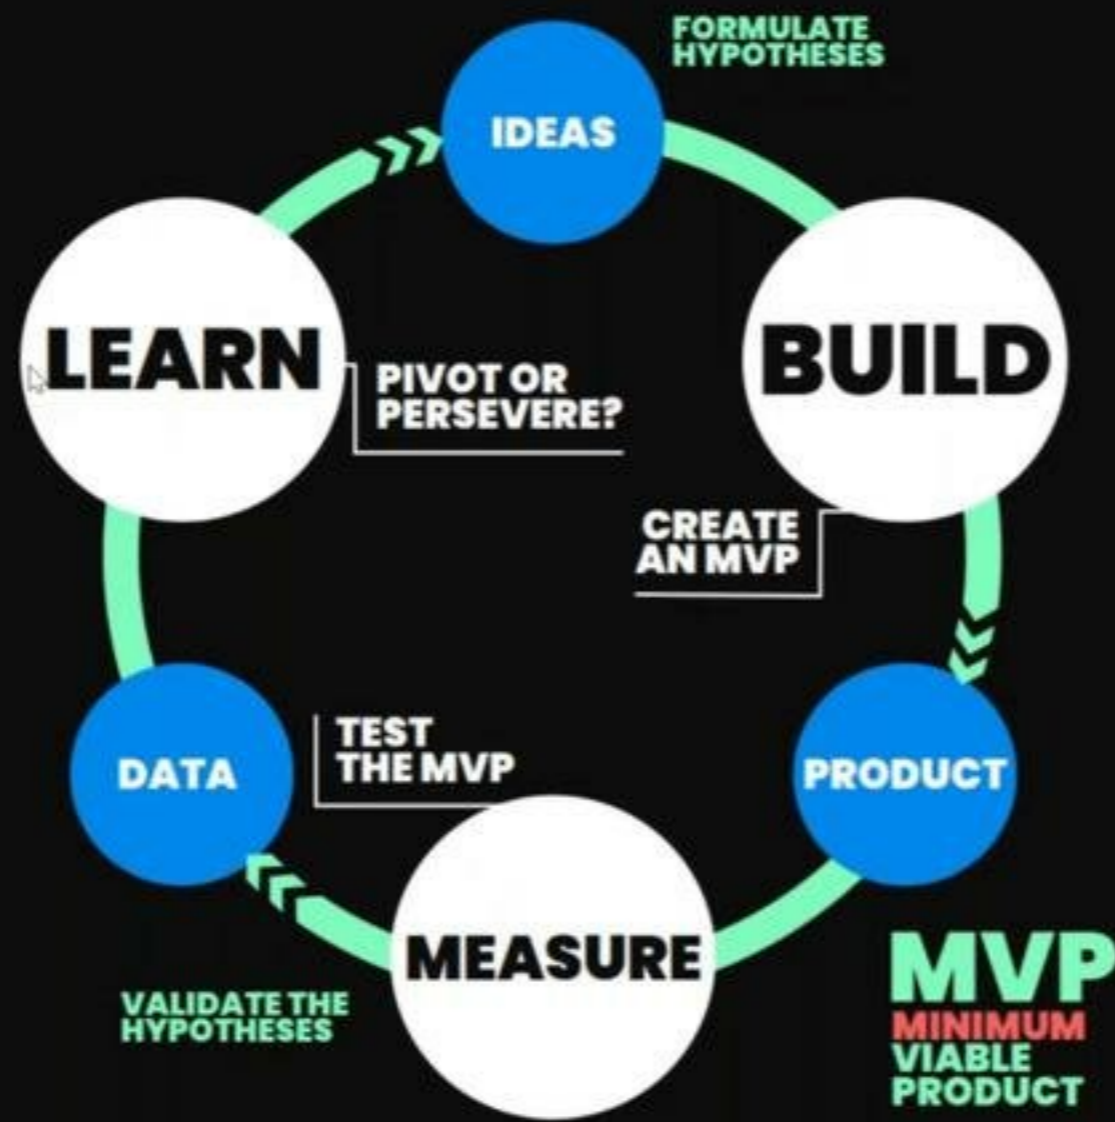 FORMULATE
HYPOTHESES
IDEAS
LEARN
BUILD
PIVOT OR
PERSEVERE?
CREATE
AN MVP
TEST
THE MVP
DATA
PRODUCT
MEASURE
VALIDATE THE
HYPOTHESES
MVP
MINIMUM
VIABLE
PRODUCT